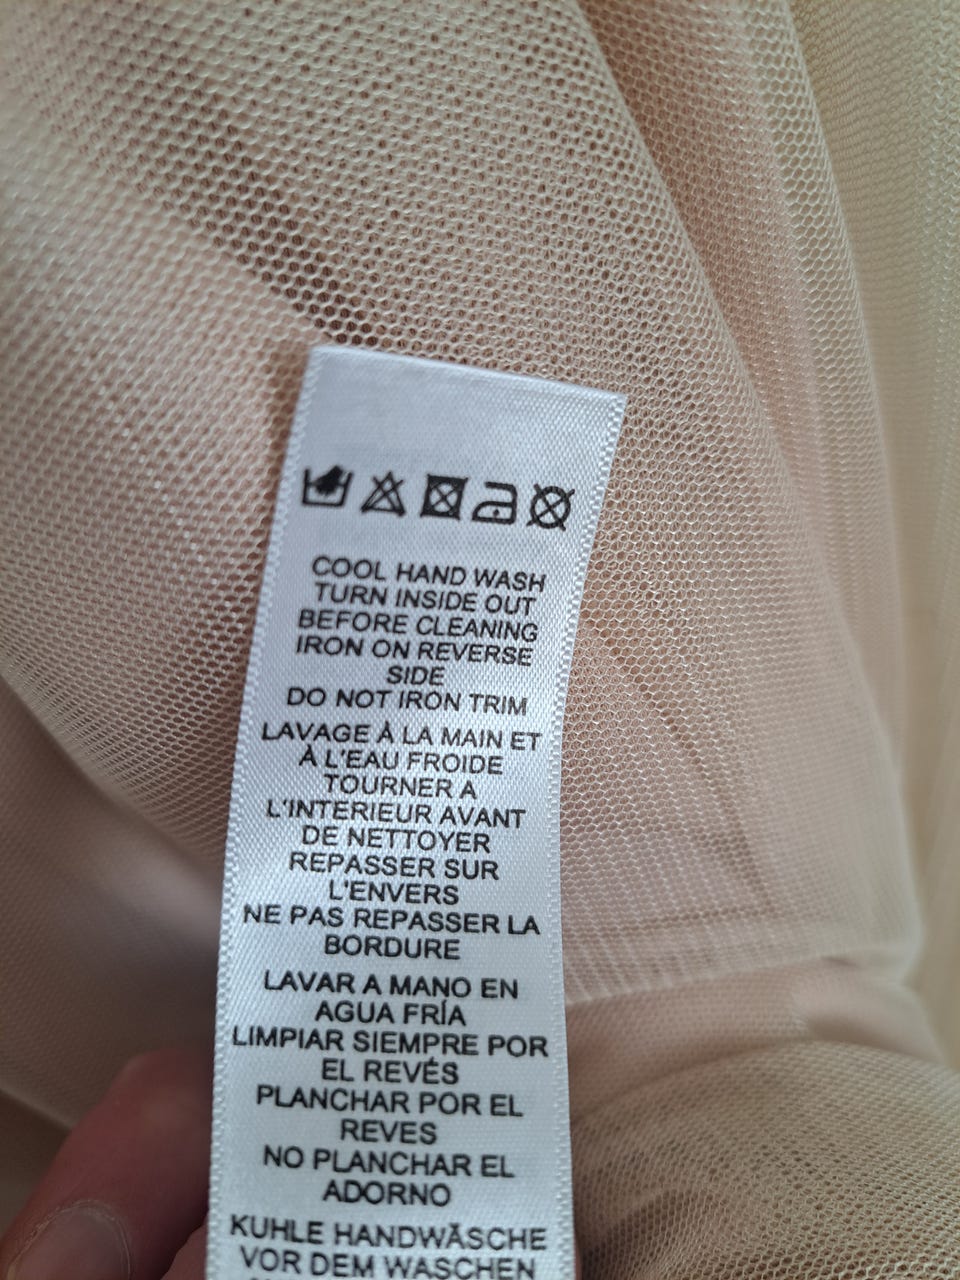 COOL HAND WASH
TURN INSIDE OUT
BEFORE CLEANING
IRON ON REVERSE
SIDE
DO NOT IRON TRIM
LAVAGE À LA MAIN ET
À L'EAU FROIDE
TOURNER A
L'INTERIEUR AVANT
DE NETTOYER
REPASSER SUR
L'ENVERS
NE PAS REPASSER LA
BORDURE
LAVAR A MANO EN
AGUA FRÍA
LIMPIAR SIEMPRE POR
EL REVÉS
PLANCHAR POR EL
REVES
NO PLANCHAR EL
ADORNO
KUHLE HANDWÄSCHE
VOR DEM WASCHEN